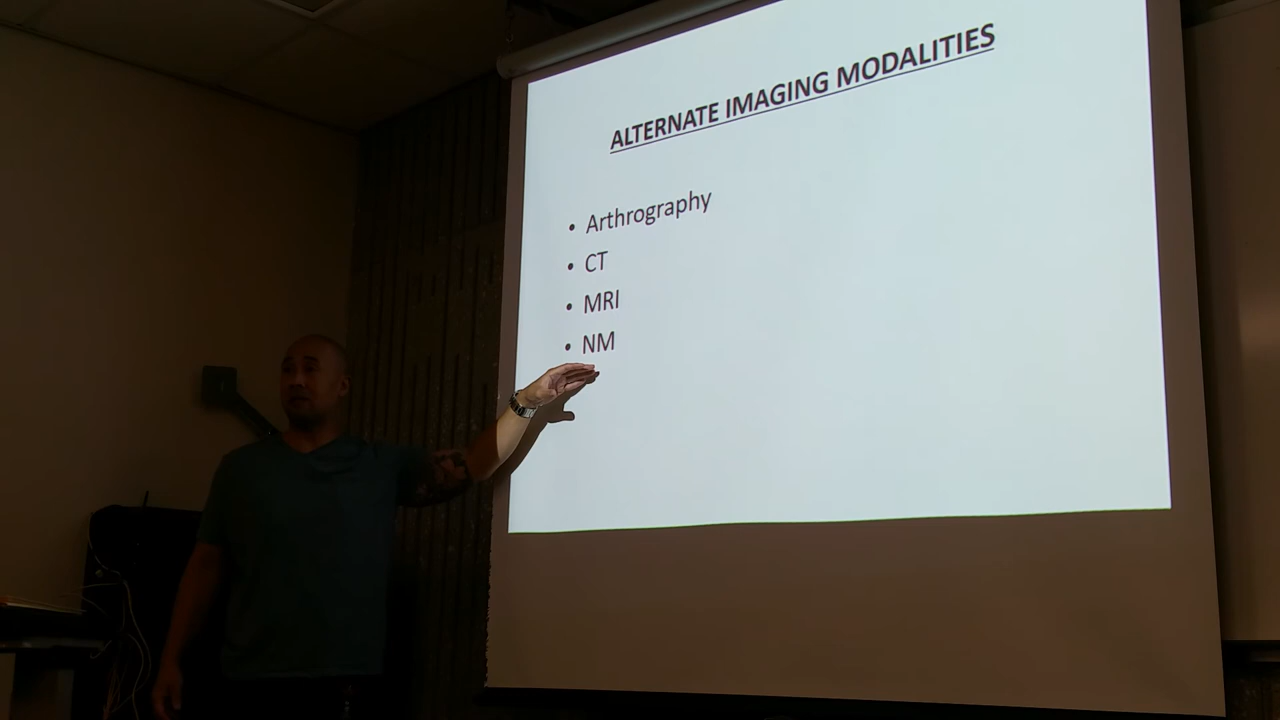 ALTERNATE IMAGING MODALITIES
• Arthrography
• CT
• MRI
• NM